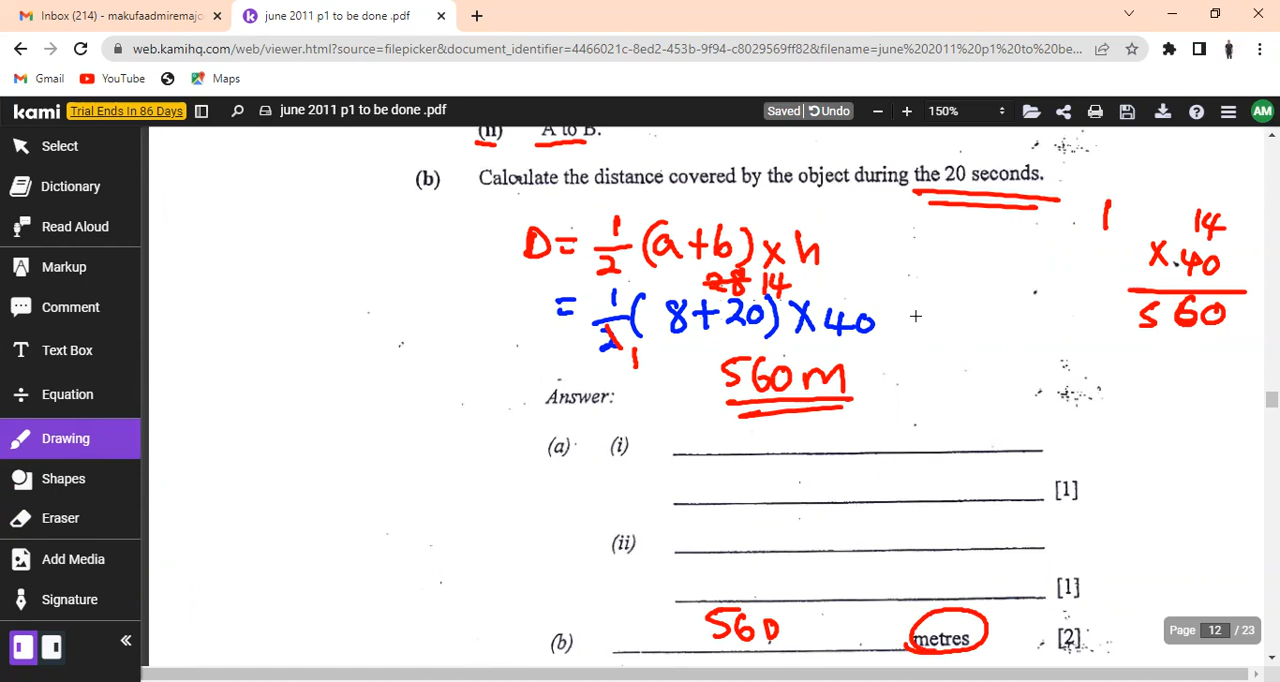 Inbox (214) - makufaadmiremajo
june 2011 p1 to be done .pdf
web.kamihq.com/web/viewer.html?source=filepicker&document_identifier=4466021c-8ed2-453b-9f94-c8029569ff82&filename=june%202011%20p1%20to%20be...
Gmail YouTube Maps
kami Trial Ends In 86 Days june 2011 p1 to be done .pdf Saved Undo 150% AM
Select
Dictionary
Read Aloud
Markup
Comment
Text Box
Equation
Drawing
Shapes
Eraser
Add Media
Signature
(ii) A to B.
(b) Calculate the distance covered by the object during the 20 seconds.
D = 1/2 (a+b) x h
28 14
= 1/2 ( 8+20) x 40
1
560m
1
14
x 40
560
Answer:
(a) (i)
[1]
(ii)
[1]
(b) 560 metres [2]
Page 12 / 23